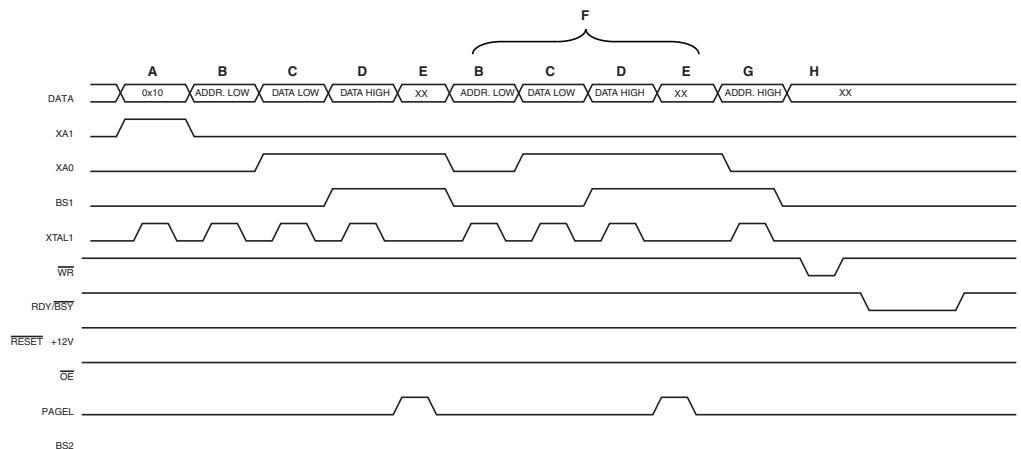 F
A B C D E B C D E G H
DATA 0x10 ADDR. LOW DATA LOW DATA HIGH XX ADDR. LOW DATA LOW DATA HIGH XX ADDR. HIGH XX
XA1
XA0
BS1
XTAL1
WR
RDY/BSY
RESET +12V
OE
PAGEL
BS2